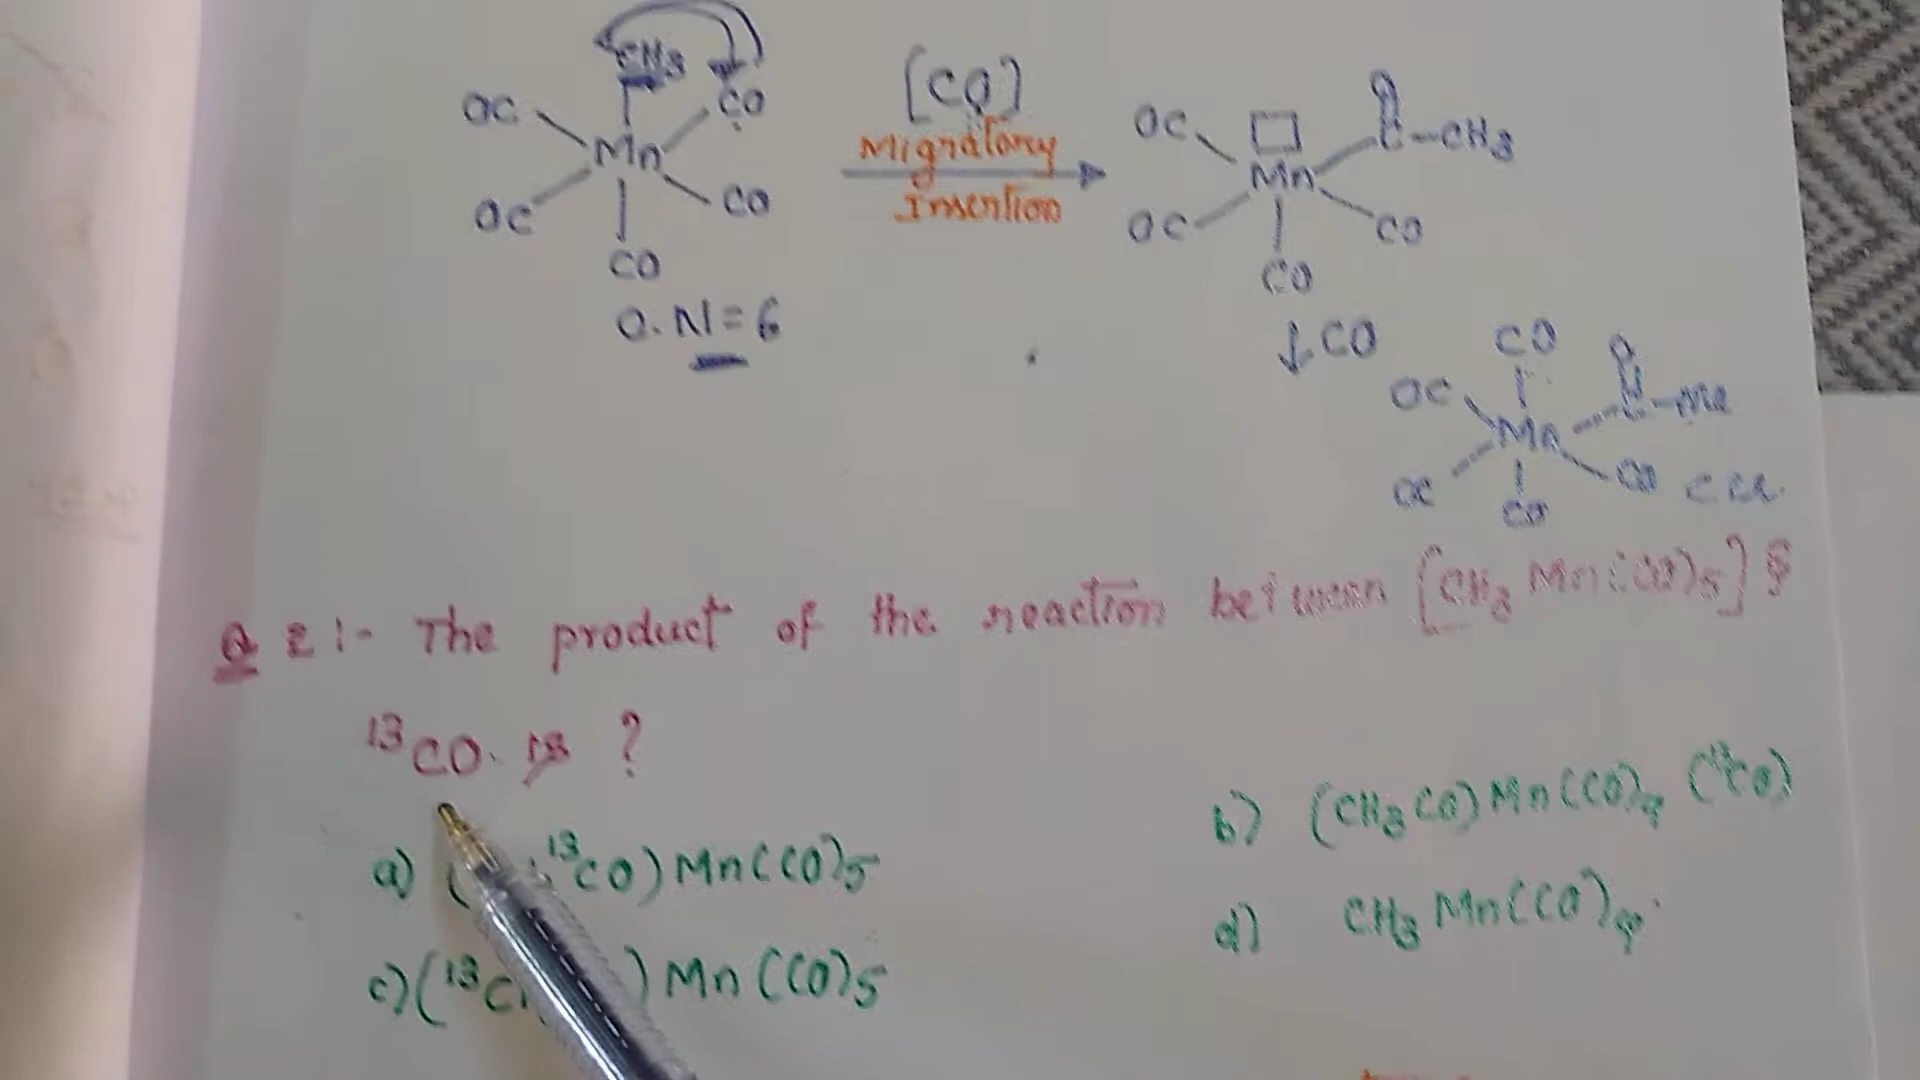 CH3
OC CO
Mn
OC CO
CO
O.N=6
[CO]
Migratory
Insertion
O
OC C-CH3
Mn
OC CO
CO
↓CO
CO O
OC C-Me
Mn
OC CO
CO
Q 2:- The product of the reaction between [CH3 Mn(CO)5] &
13CO is ?
a) ( 13CO) Mn(CO)5
b) (CH3CO) Mn(CO)4 (13CO)
c) (13C ) Mn(CO)5
d) CH3 Mn(CO)4